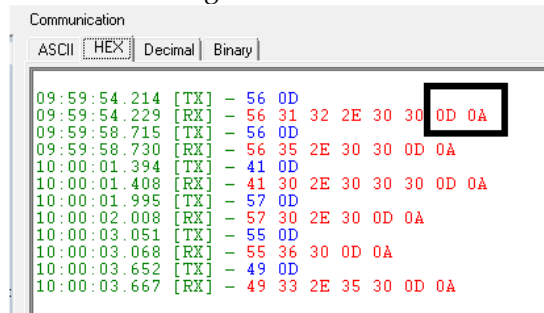 Communication
ASCII HEX Decimal Binary
09:59:54.214 [TX] - 56 0D
09:59:54.229 [RX] - 56 31 32 2E 30 30 0D 0A
09:59:58.715 [TX] - 56 0D
09:59:58.730 [RX] - 56 35 2E 30 30 0D 0A
10:00:01.394 [TX] - 41 0D
10:00:01.408 [RX] - 41 30 2E 30 30 30 0D 0A
10:00:01.995 [TX] - 57 0D
10:00:02.008 [RX] - 57 30 2E 30 0D 0A
10:00:03.051 [TX] - 55 0D
10:00:03.068 [RX] - 55 36 30 0D 0A
10:00:03.652 [TX] - 49 0D
10:00:03.667 [RX] - 49 33 2E 35 30 0D 0A